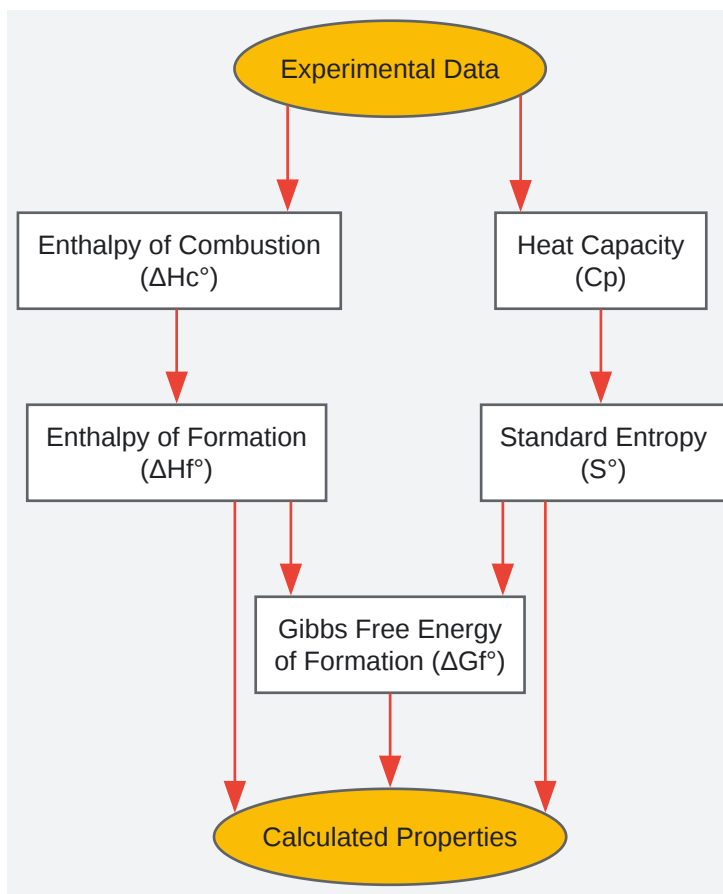 Experimental Data
Enthalpy of Combustion
(ΔHc°)
Heat Capacity
(Cp)
Enthalpy of Formation
(ΔHf°)
Standard Entropy
(S°)
Gibbs Free Energy
of Formation (ΔGf°)
Calculated Properties